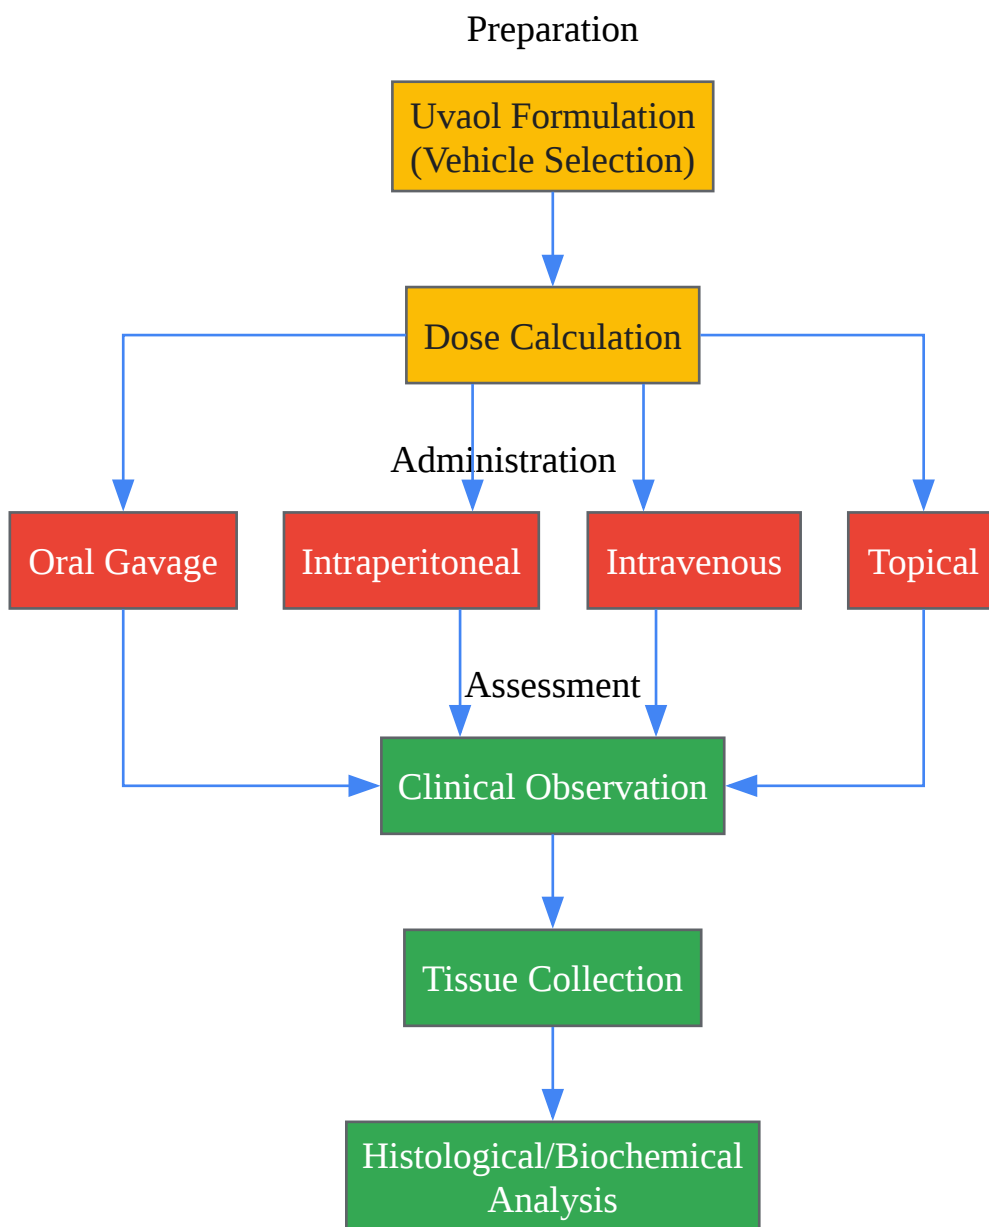 Preparation
Uvaol Formulation
(Vehicle Selection)
Dose Calculation
Administration
Oral Gavage
Intraperitoneal
Intravenous
Topical
Assessment
Clinical Observation
Tissue Collection
Histological/Biochemical
Analysis